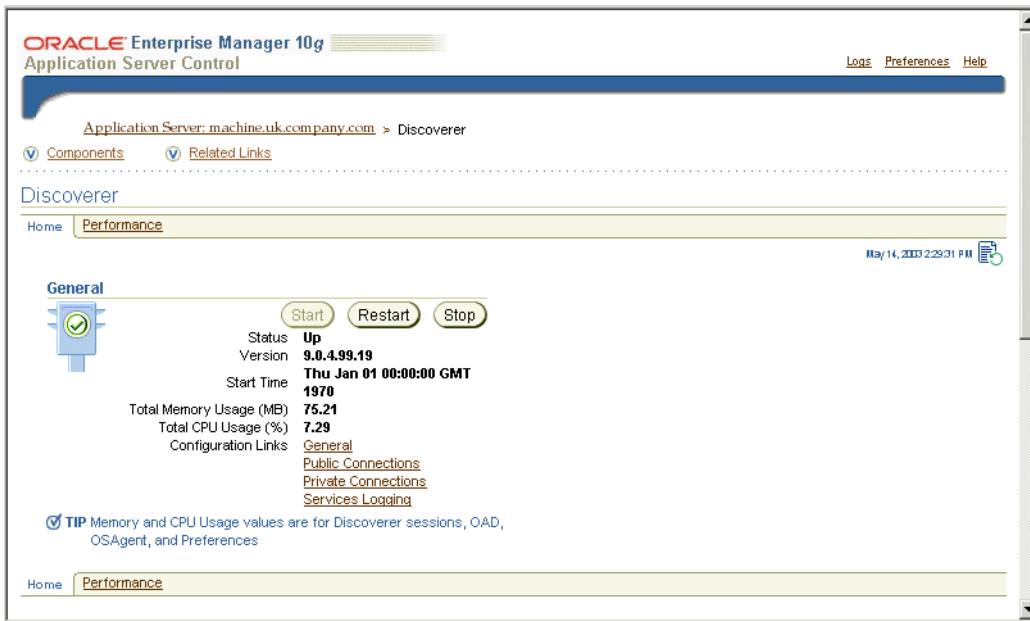 ORACLE Enterprise Manager 10g
Application Server Control
Logs Preferences Help
Application Server: machine.uk.company.com > Discoverer
Components Related Links
Discoverer
Home Performance
May 14, 2003 2:29:31 PM
General
Start Restart Stop
Status Up
Version 9.0.4.99.19
Start Time Thu Jan 01 00:00:00 GMT
1970
Total Memory Usage (MB) 75.21
Total CPU Usage (%) 7.29
Configuration Links General
Public Connections
Private Connections
Services Logging
TIP Memory and CPU Usage values are for Discoverer sessions, OAD,
OSAgent, and Preferences
Home Performance